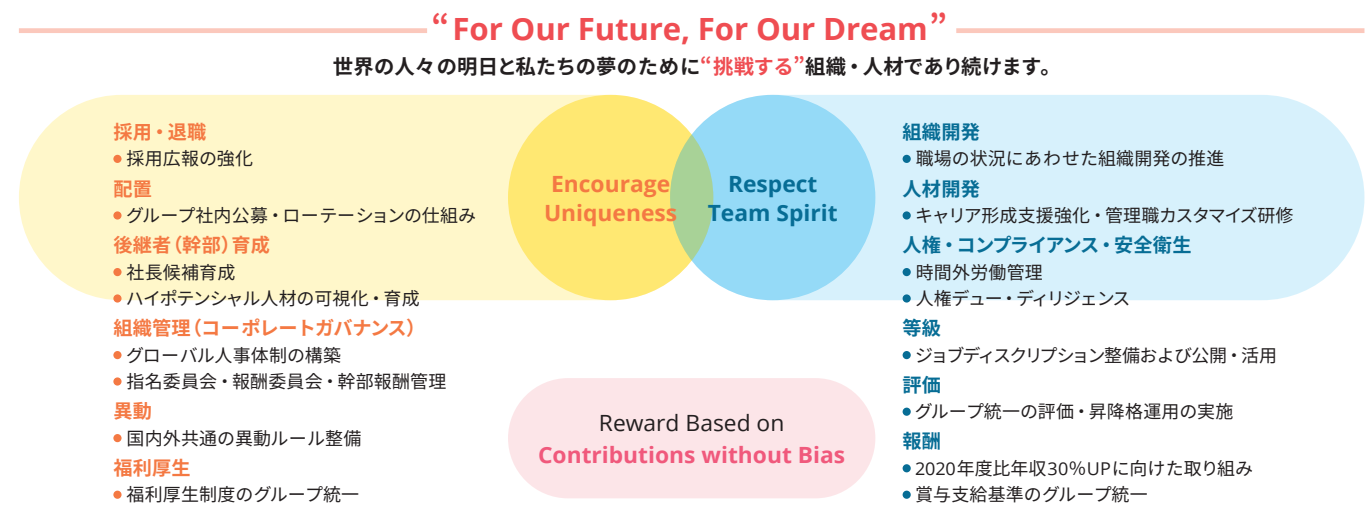 “For Our Future, For Our Dream”
世界の人々の明日と私たちの夢のために“挑戦する”組織・人材であり続けます。
採用・退職
● 採用広報の強化
配置
● グループ社内公募・ローテーションの仕組み
後継者（幹部）育成
● 社長候補育成
● ハイポテンシャル人材の可視化・育成
組織管理（コーポレートガバナンス）
● グローバル人事体制の構築
● 指名委員会・報酬委員会・幹部報酬管理
異動
● 国内外共通の異動ルール整備
福利厚生
● 福利厚生制度のグループ統一
Encourage
Uniqueness
Respect
Team Spirit
Reward Based on
Contributions without Bias
組織開発
● 職場の状況にあわせた組織開発の推進
人材開発
● キャリア形成支援強化・管理職カスタマイズ研修
人権・コンプライアンス・安全衛生
● 時間外労働管理
● 人権デュー・ディリジェンス
等級
● ジョブディスクリプション整備および公開・活用
評価
● グループ統一の評価・昇降格運用の実施
報酬
● 2020年度比年収30%UPに向けた取り組み
● 賞与支給基準のグループ統一